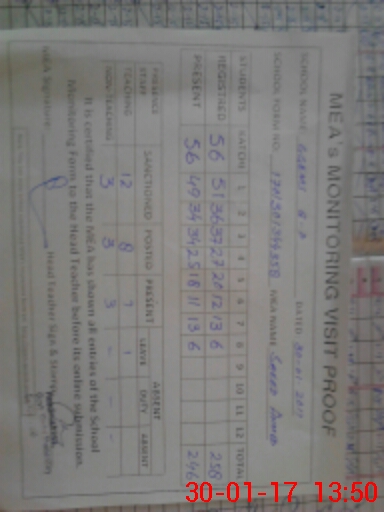 MEA's MONITORING VISIT PROOF
SCHOOL NAME GGEMS DATED 30-01-2017
SCHOOL FORM NO. MEA NAME
STUDENTS KATCHI 1 2 3 4 5 6 7 8 9 10 11 12 TOTAL
REGISTERED 56 51 36 37 27 20 12 13 6 258
PRESENT 56 49 34 34 25 18 11 13 6 246
PRESENCE STAFF SANCTIONED POSTED PRESENT ABSENT
LEAVE DUTY ABSENT
TEACHING 12 8 7 1 - -
NON-TEACHING 3 3 3 - - -
It is certified that the MEA has shown all entries of the School
Monitoring Form to the Head Teacher before its online submission.
MEA Signature Head Teacher Sign & Stamp
30-01-17 13:50